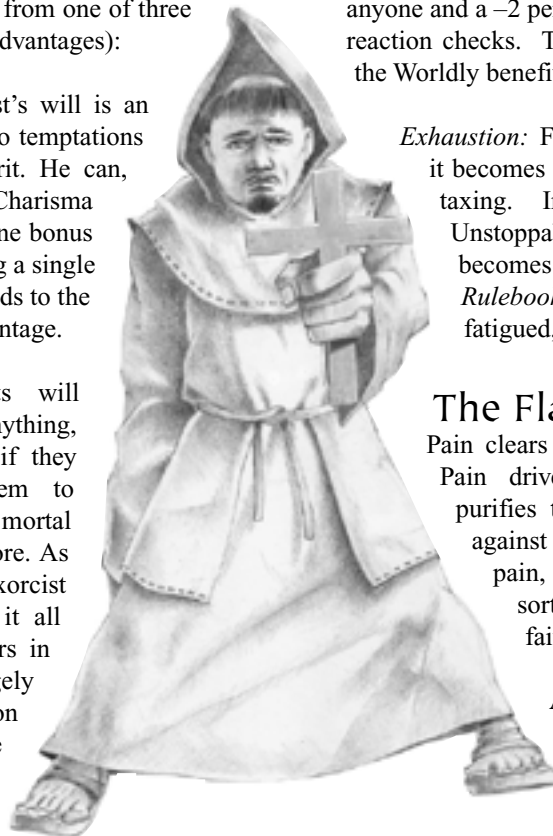 from one of three
dvantages):
st's will is an
o temptations
rit. He can,
Charisma
ne bonus
g a single
ds to the
ntage.
ts will
nything,
if they
em to
mortal
ore. As
xorcist
it all
rs in
gely
on
e
anyone and a –2 pe
reaction checks. T
the Worldly benefi
Exhaustion: F
it becomes
taxing. I
Unstoppa
becomes
Rulebook
fatigued,
The Fla
Pain clears
Pain driv
purifies t
against
pain,
sort
fai
A